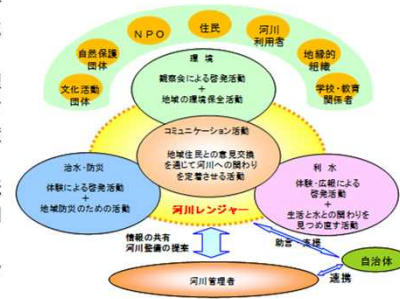 文化活動
団体
自然保護
団体
NPO
住民
河川
利用者
地縁的
組織
学校・教育
関係者
環 境
観察会による啓発活動
+
地域の環境保全活動
コミュニケーション活動
地域住民との意見交換
を通じて河川への関わり
を定着させる活動
治水・防災
体験による啓発活動
+
地域防災のための活動
利 水
体験・広報による
啓発活動
+
生活と水との関わりを
見つめ直す活動
河川レンジャー
情報の共有
河川整備の提案
助言・支援
自治体
河川管理者
連携